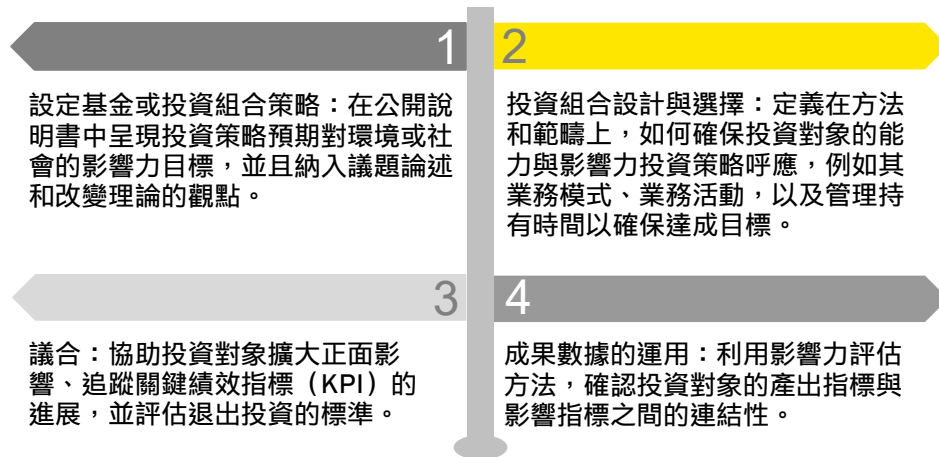 1
設定基金或投資組合策略：在公開說
明書中呈現投資策略預期對環境或社
會的影響力目標，並且納入議題論述
和改變理論的觀點。
2
投資組合設計與選擇：定義在方法
和範疇上，如何確保投資對象的能
力與影響力投資策略呼應，例如其
業務模式、業務活動，以及管理持
有時間以確保達成目標。
3
議合：協助投資對象擴大正面影
響、追蹤關鍵績效指標（KPI）的
進展，並評估退出投資的標準。
4
成果數據的運用：利用影響力評估
方法，確認投資對象的產出指標與
影響指標之間的連結性。